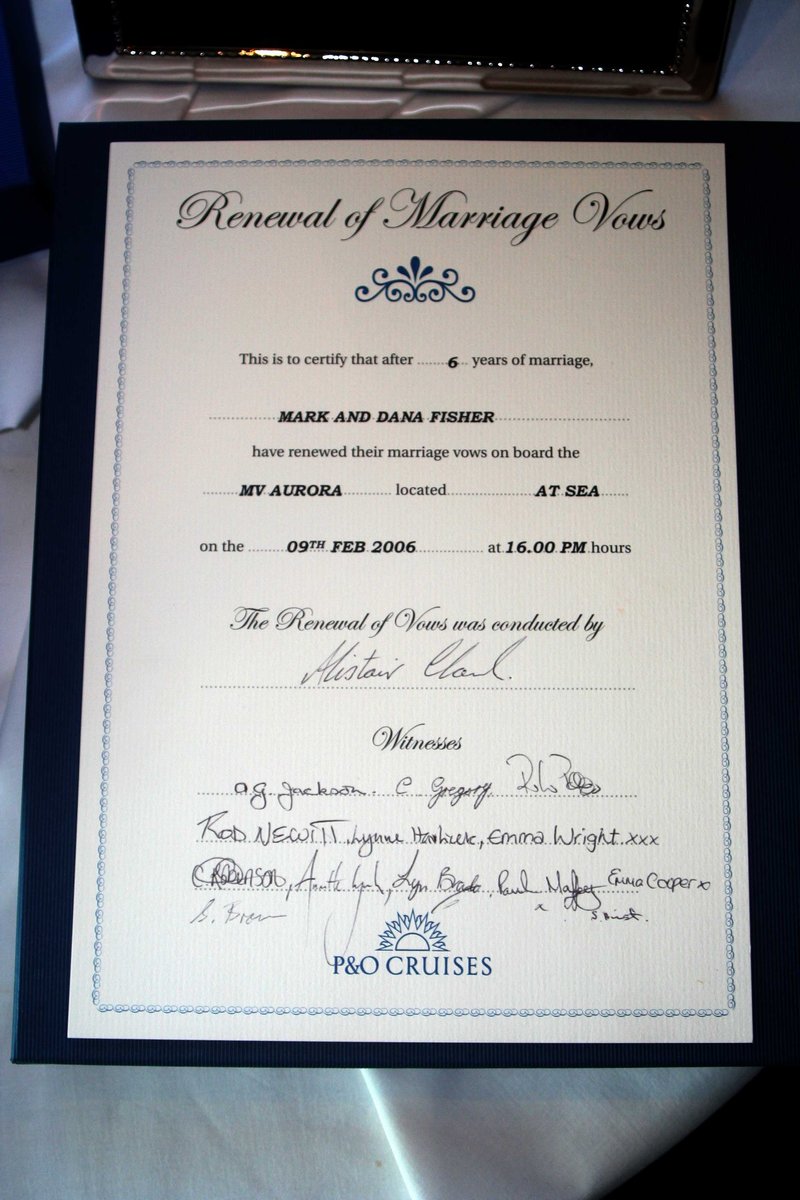 Renewal of Marriage Vows
This is to certify that after ........6... years of marriage,
MARK AND DANA FISHER
have renewed their marriage vows on board the
MV AURORA located AT SEA
on the 09TH FEB 2006 at 16.00 PM hours
The Renewal of Vows was conducted by
Alistair
Witnesses
a.g. Jackson. C Gregory
ROD NEWITT, Lynne, Emma Wright xxx
Lyn Paul Emma Cooper xo
S. Brown
P&O CRUISES